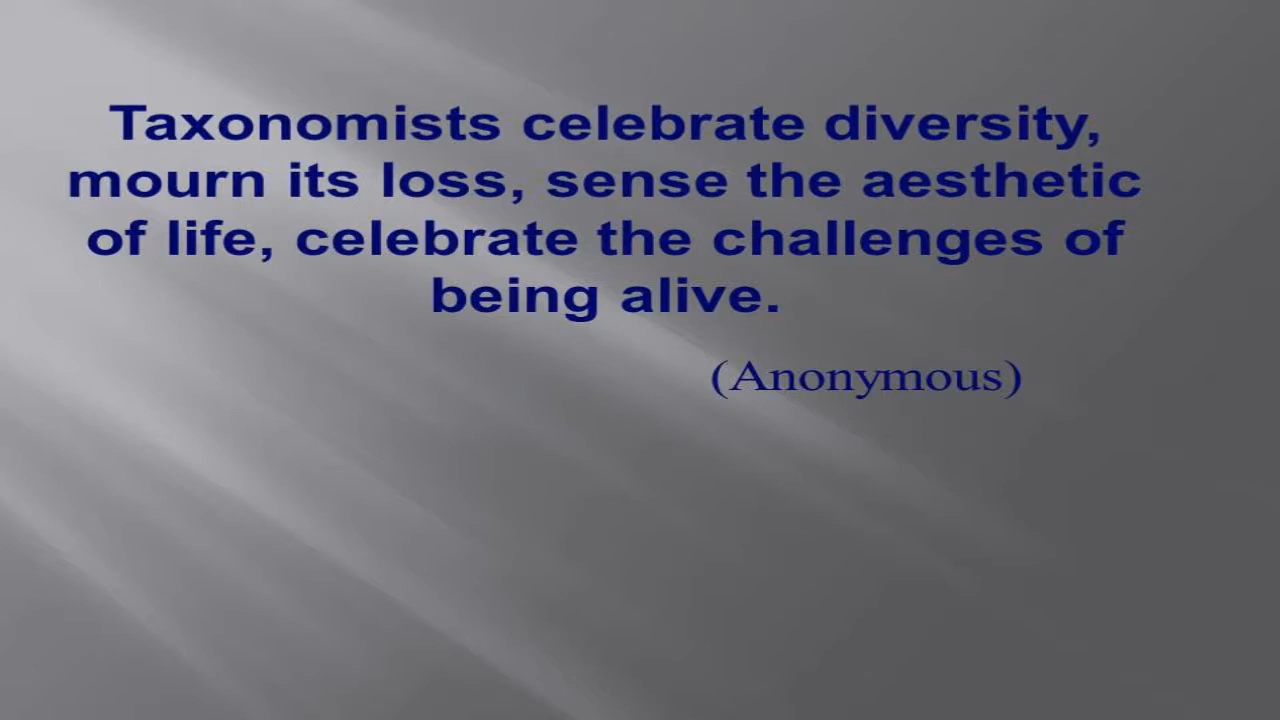 Taxonomists celebrate diversity,
mourn its loss, sense the aesthetic
of life, celebrate the challenges of
being alive.
(Anonymous)